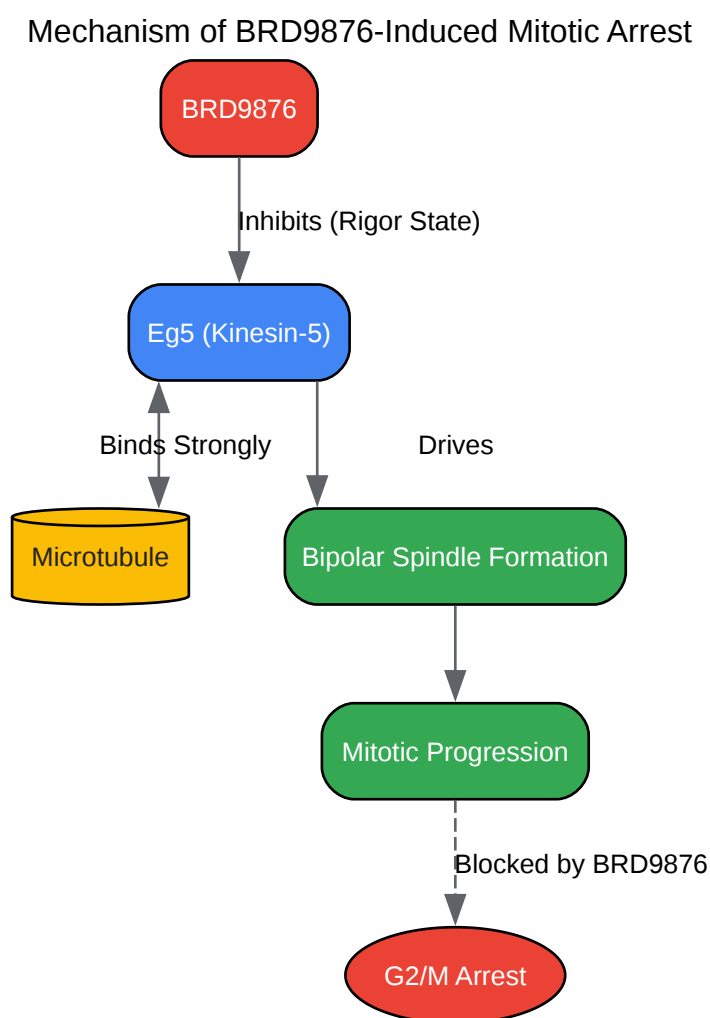 Mechanism of BRD9876-Induced Mitotic Arrest
BRD9876
Inhibits (Rigor State)
Eg5 (Kinesin-5)
Binds Strongly
Drives
Microtubule
Bipolar Spindle Formation
Mitotic Progression
Blocked by BRD9876
G2/M Arrest